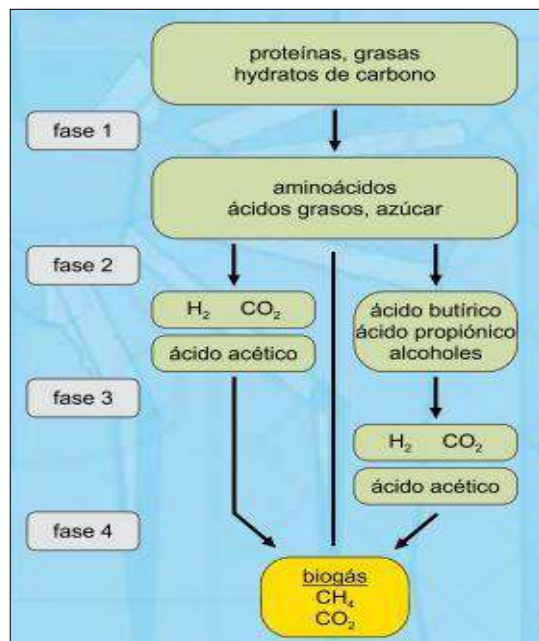 proteínas, grasas
hydratos de carbono
fase 1
aminoácidos
ácidos grasos, azúcar
fase 2
H₂ CO₂
ácido acético
ácido butírico
ácido propiónico
alcoholes
fase 3
H₂ CO₂
ácido acético
fase 4
biogás
CH₄
CO₂